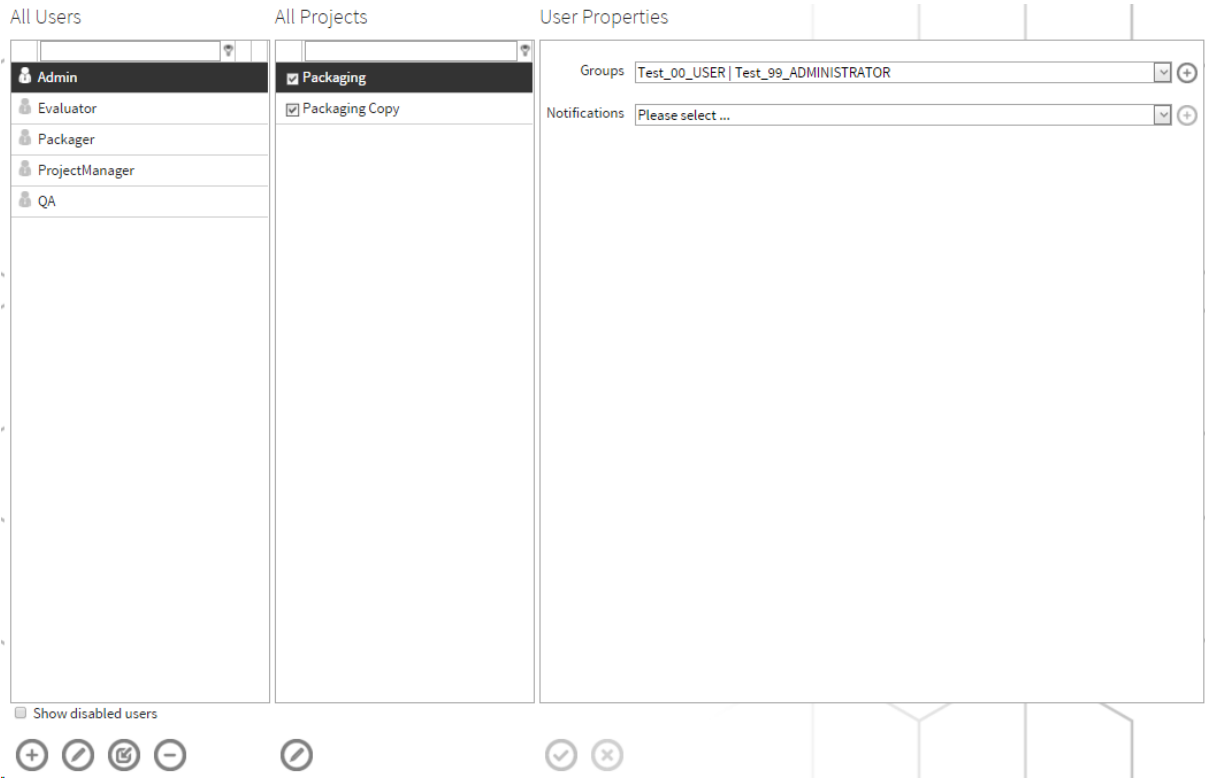 All Users
All Projects
User Properties
Admin
Evaluator
Packager
ProjectManager
QA
Packaging
Packaging Copy
Groups Test_00_USER | Test_99_ADMINISTRATOR
Notifications Please select ...
Show disabled users